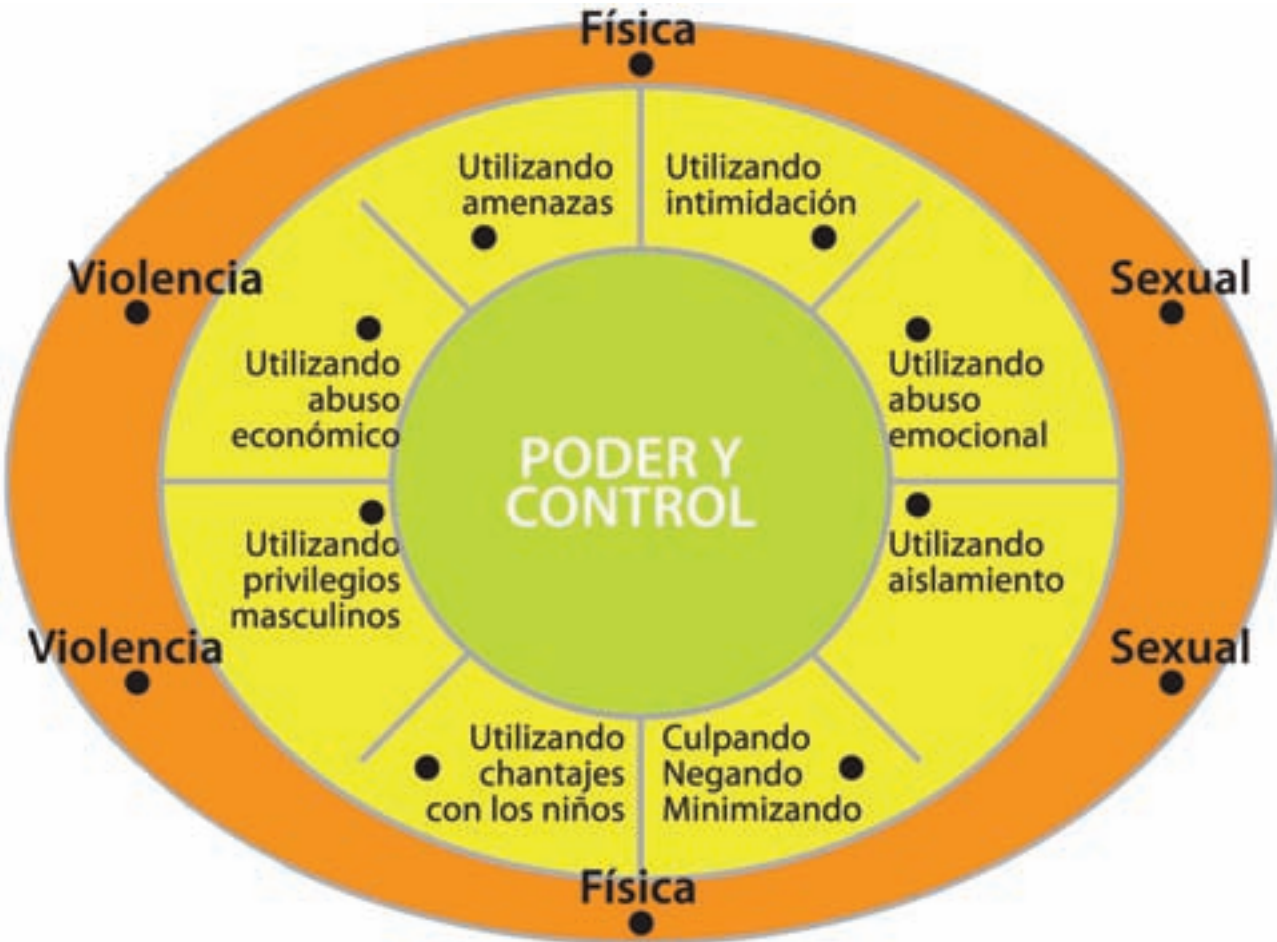 Física
Utilizando
amenazas
Utilizando
intimidación
Violencia
Sexual
Utilizando
abuso
económico
Utilizando
abuso
emocional
PODER Y
CONTROL
Utilizando
privilegios
masculinos
Utilizando
aislamiento
Violencia
Sexual
Utilizando
chantajes
con los niños
Culpando
Negando
Minimizando
Física